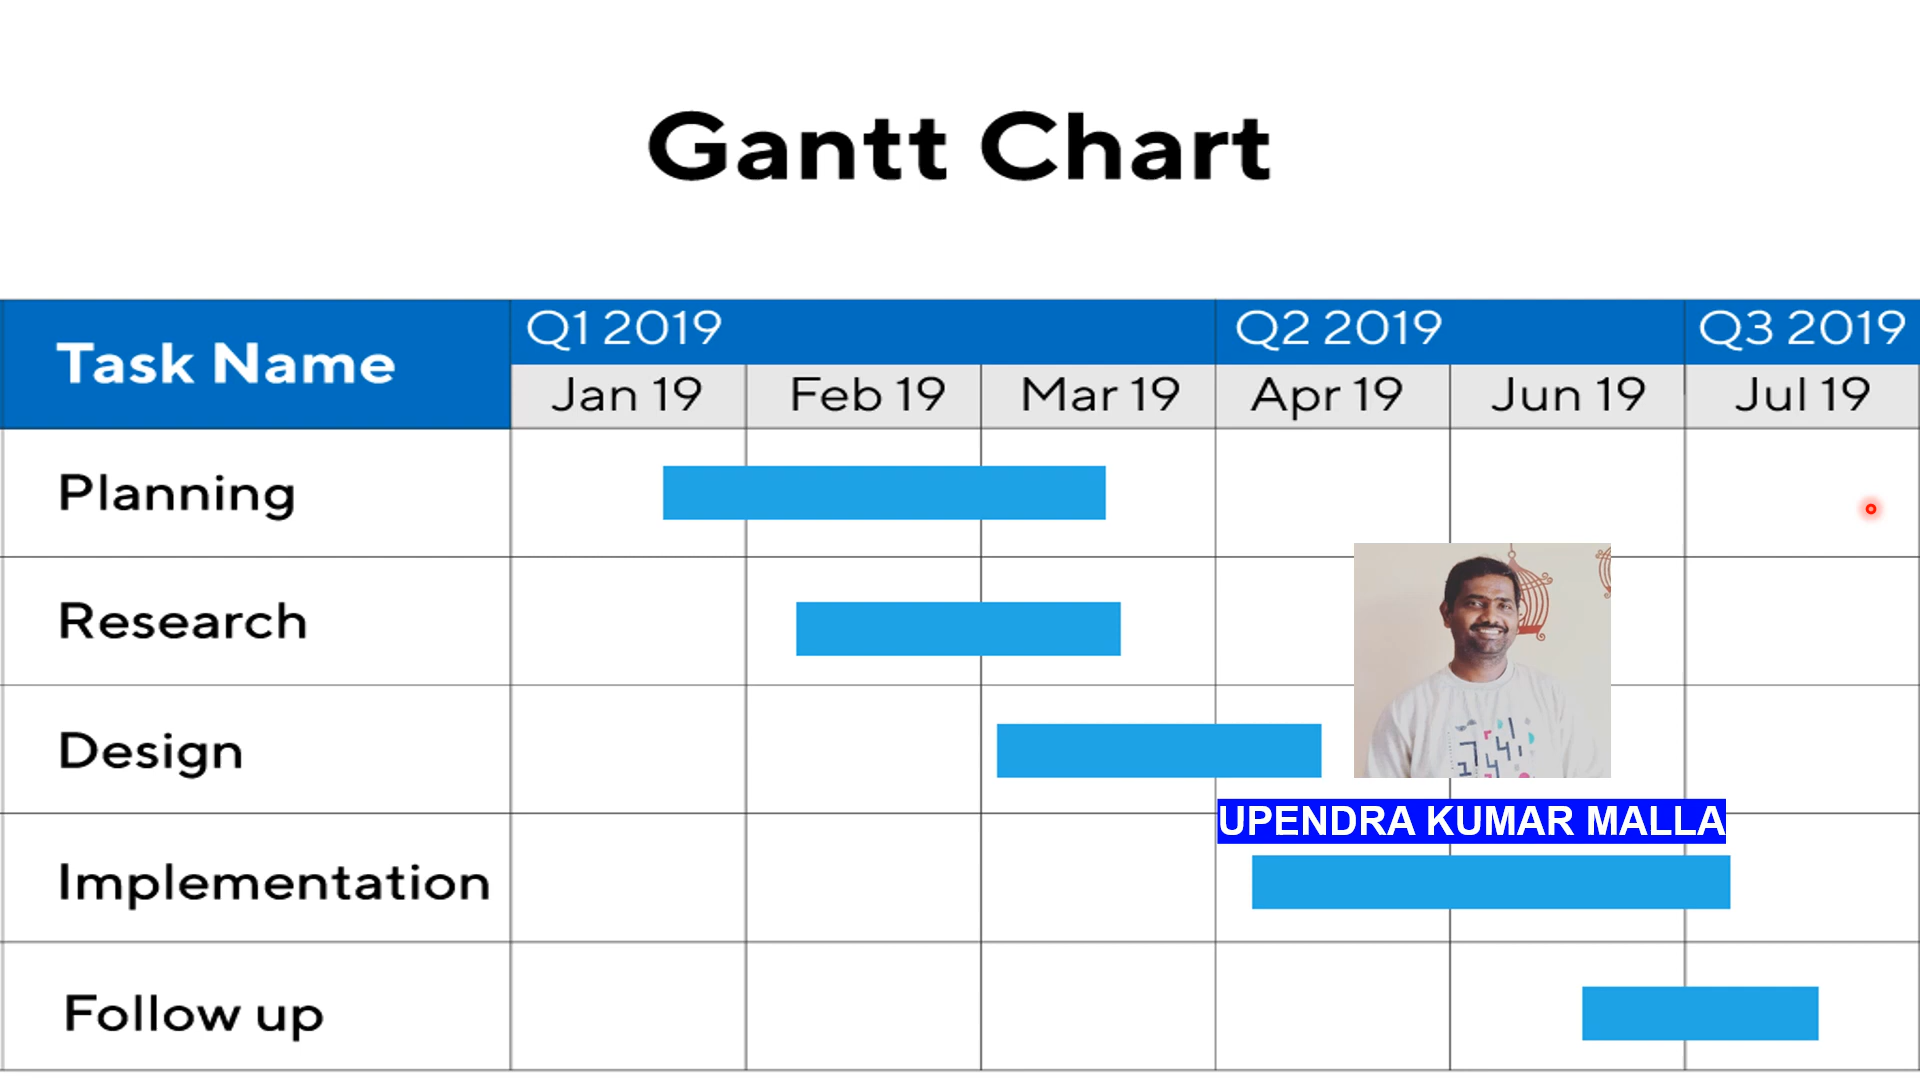 Gantt Chart
Task Name
Q1 2019 Q2 2019 Q3 2019
Jan 19 Feb 19 Mar 19 Apr 19 Jun 19 Jul 19
Planning
Research
Design
UPENDRA KUMAR MALLA
Implementation
Follow up